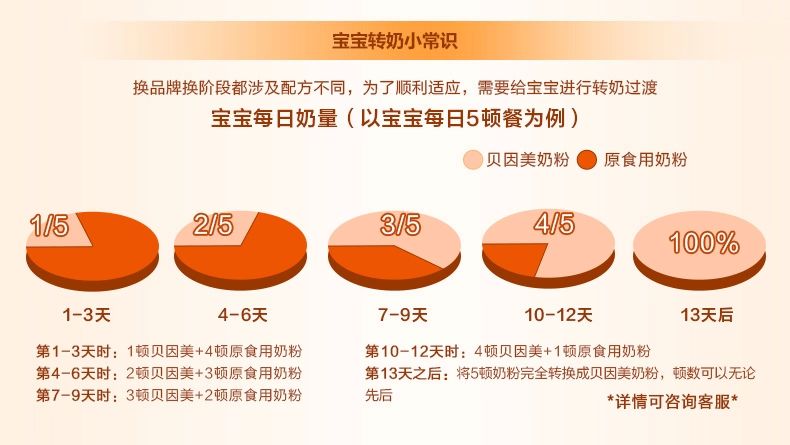 宝宝转奶小常识
换品牌换阶段都涉及配方不同，为了顺利适应，需要给宝宝进行转奶过渡
宝宝每日奶量（以宝宝每日5顿餐为例）
贝因美奶粉 原食用奶粉
1/5 2/5 3/5 4/5 100%
1-3天 4-6天 7-9天 10-12天 13天后
第1-3天时：1顿贝因美+4顿原食用奶粉
第4-6天时：2顿贝因美+3顿原食用奶粉
第7-9天时：3顿贝因美+2顿原食用奶粉
第10-12天时：4顿贝因美+1顿原食用奶粉
第13天之后：将5顿奶粉完全转换成贝因美奶粉，顿数可以无论
先后
*详情可咨询客服*